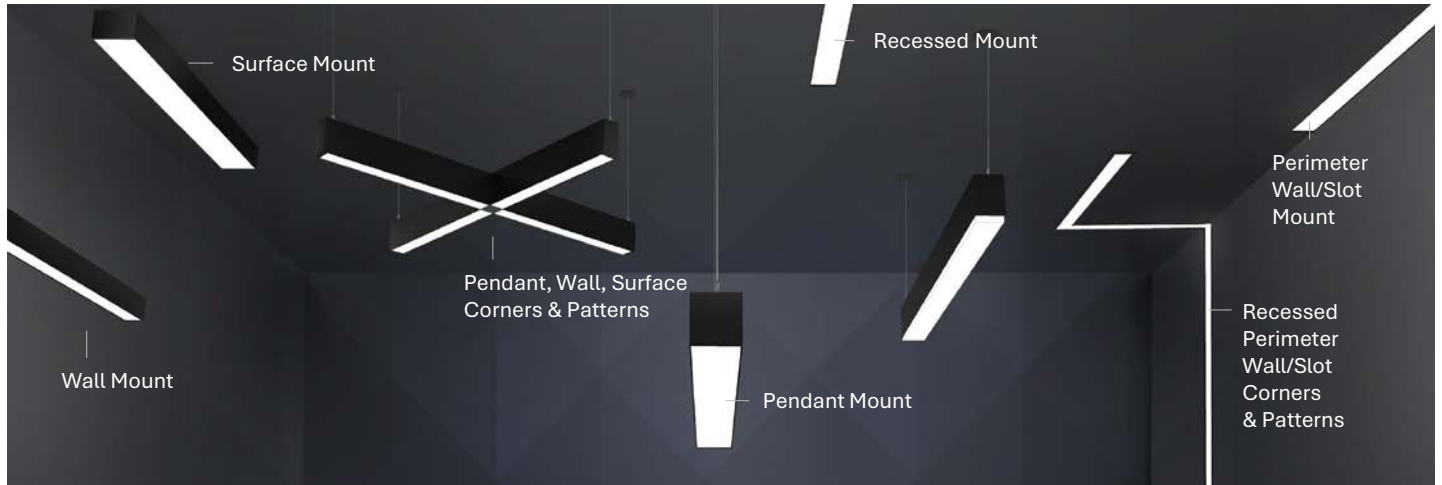 Surface Mount
Recessed Mount
Perimeter
Wall/Slot
Mount
Pendant, Wall, Surface
Corners & Patterns
Recessed
Perimeter
Wall/Slot
Corners
& Patterns
Wall Mount
Pendant Mount